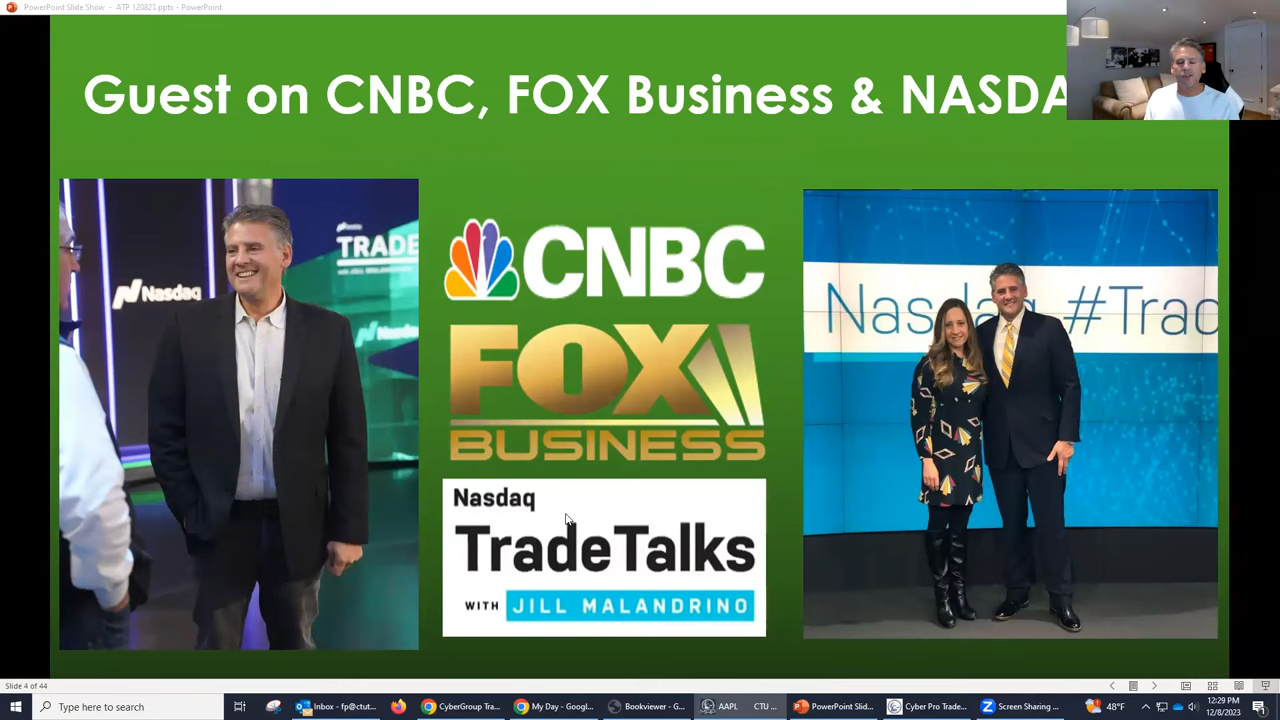 PowerPoint Slide Show - ATP 120823.ppts - PowerPoint
Guest on CNBC, FOX Business & NASDA
Nasdaq
TRADE
Nasdaq
CNBC
FOX
BUSINESS
Nasdaq
TradeTalks
WITH JILL MALANDRINO
Nasdaq #Trad
Slide 4 of 44
Type here to search
Inbox - fp@ctut...
CyberGroup Tra...
My Day - Googl...
Bookviewer - G...
AAPL CTU ...
PowerPoint Slid...
Cyber Pro Trade...
Screen Sharing ...
48°F
12:29 PM
12/8/2023